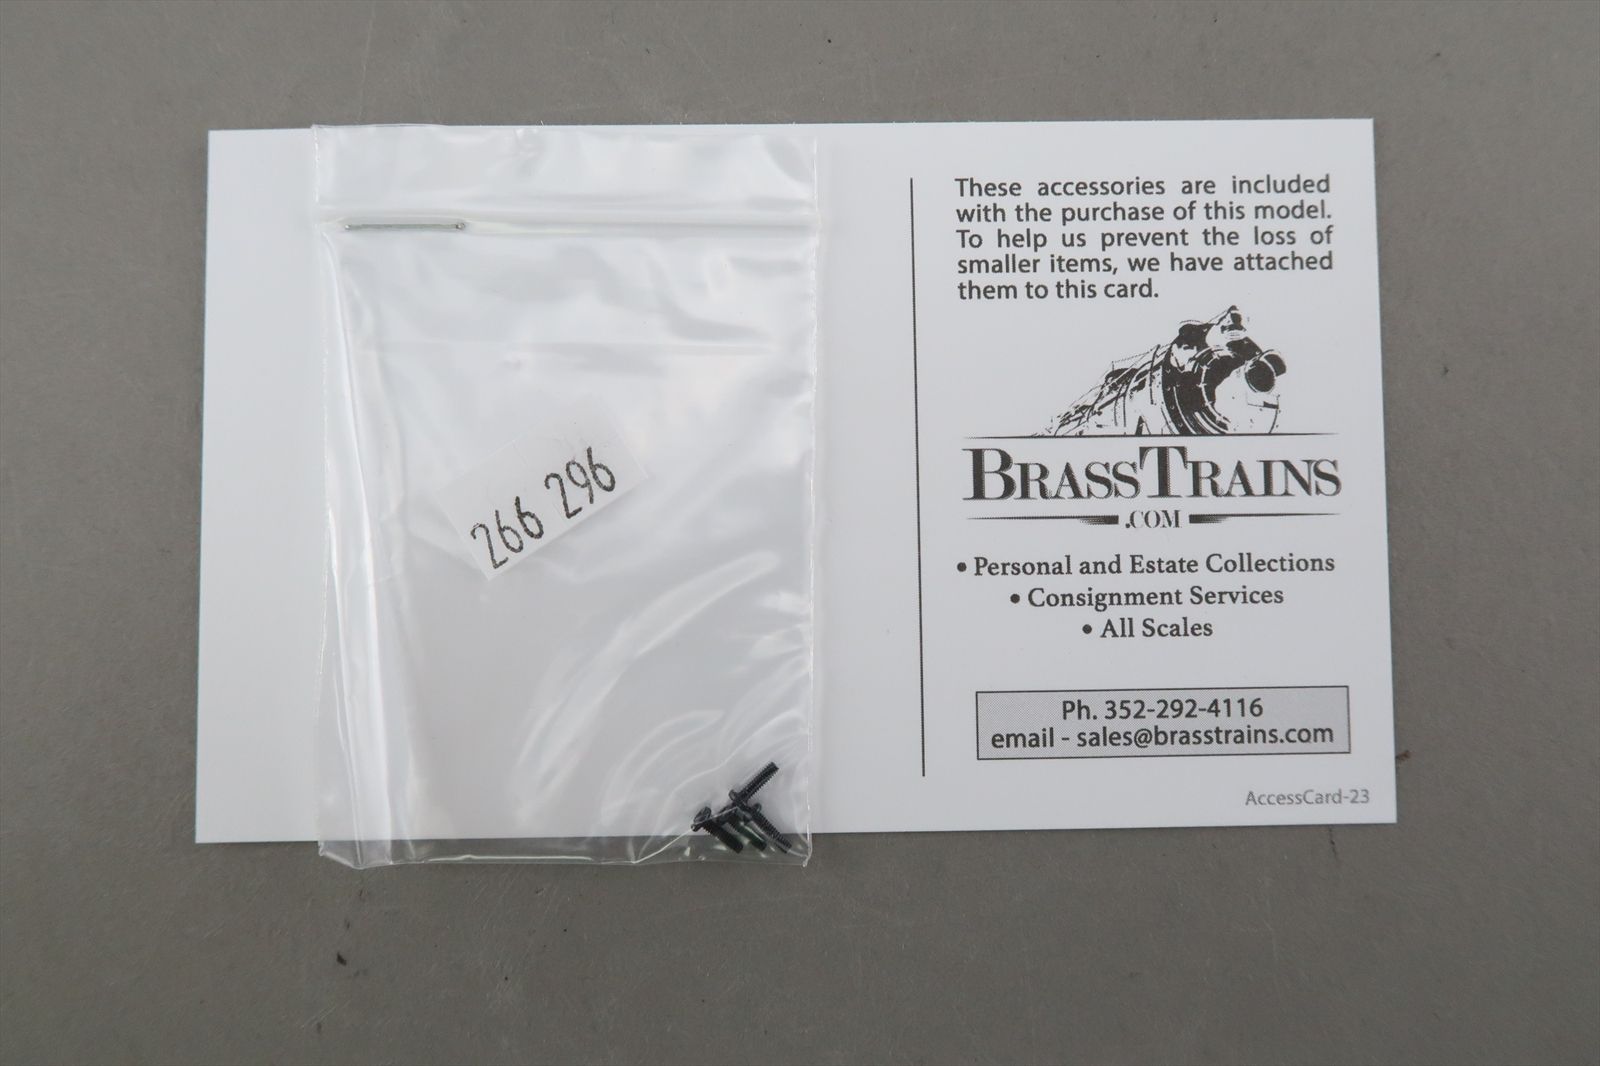 266 296
These accessories are included
with the purchase of this model.
To help us prevent the loss of
smaller items, we have attached
them to this card.
BRASSTRAINS
.COM
• Personal and Estate Collections
• Consignment Services
• All Scales
Ph. 352-292-4116
email - sales@brasstrains.com
AccessCard-23